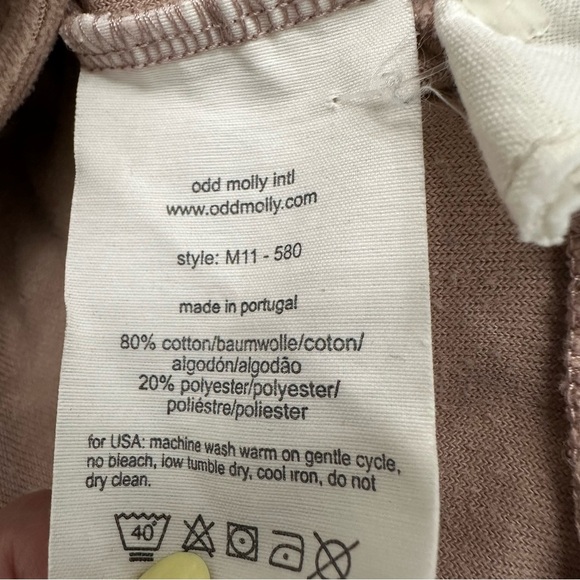 odd molly intl
www.oddmolly.com
style: M11 - 580
made in portugal
80% cotton/baumwolle/coton/
algodón/algodão
20% polyester/polyester/
poliéstre/poliester
for USA: machine wash warm on gentle cycle,
no bleach, low tumble dry, cool iron, do not
dry clean.
40°